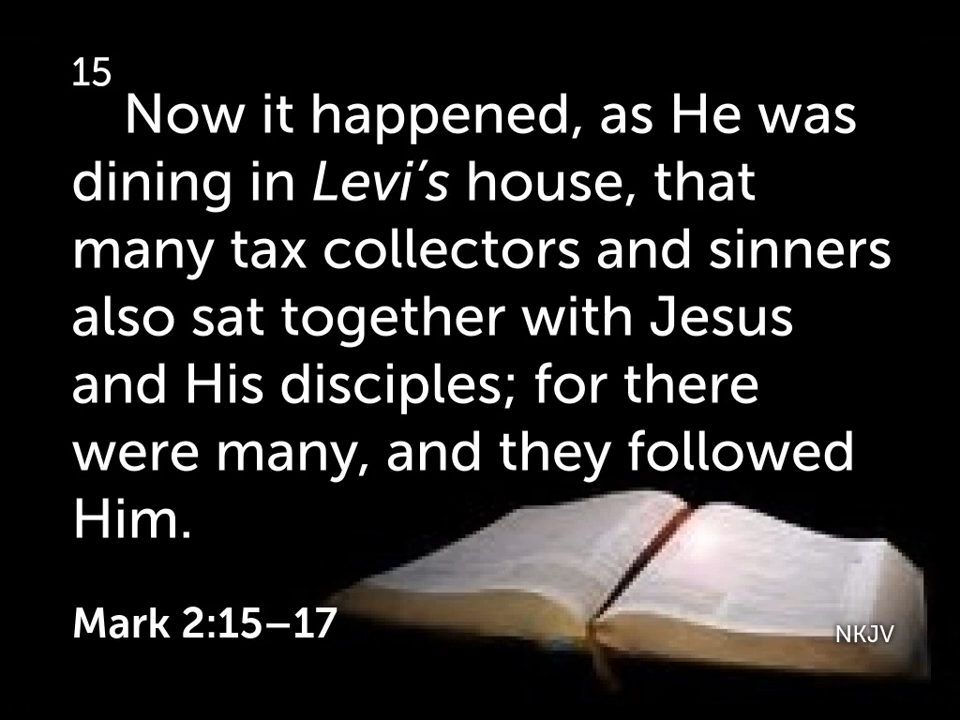 15
Now it happened, as He was
dining in Levi’s house, that
many tax collectors and sinners
also sat together with Jesus
and His disciples; for there
were many, and they followed
Him.
Mark 2:15–17
NKJV